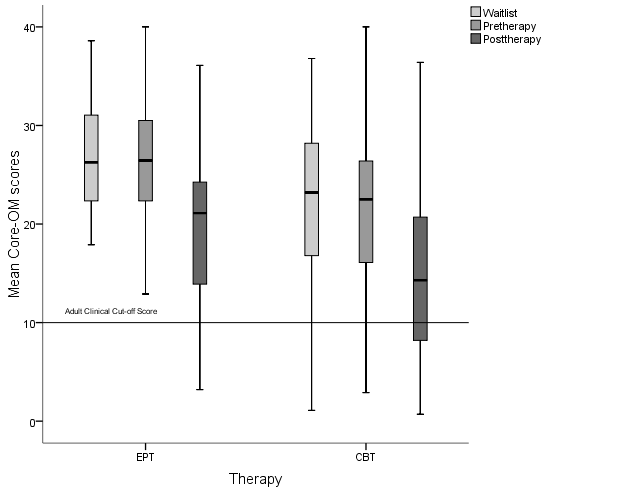 Waitlist
Pretherapy
Posttherapy
40
30
20
10
0
Mean Core-OM scores
Adult Clinical Cut-off Score
EPT
CBT
Therapy